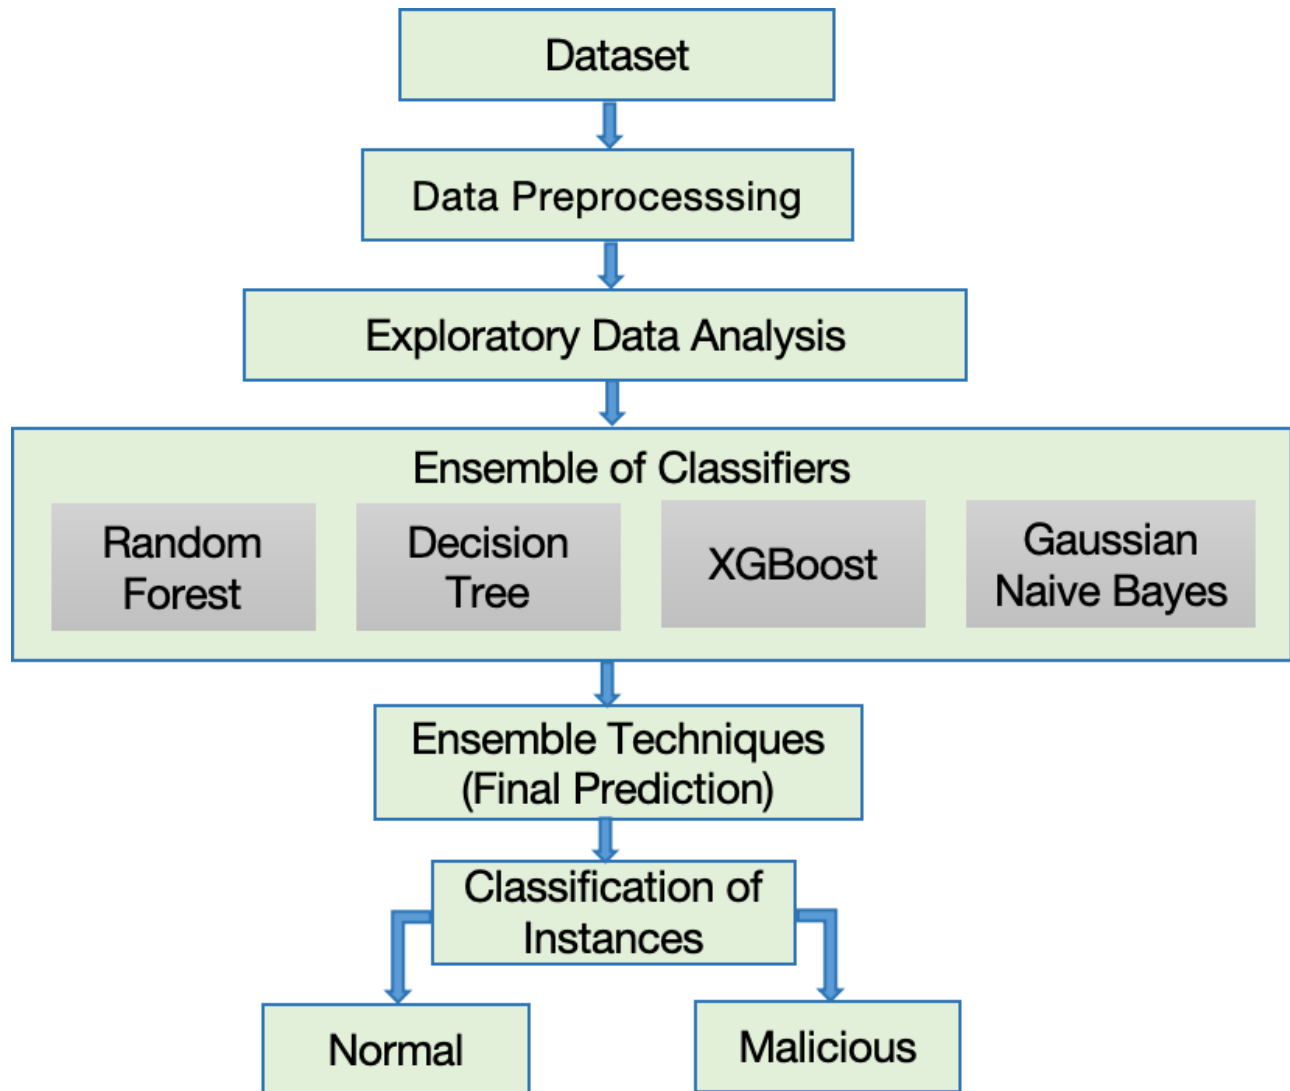 Dataset
Data Preprocesssing
Exploratory Data Analysis
Ensemble of Classifiers
Random
Forest
Decision
Tree
XGBoost
Gaussian
Naive Bayes
Ensemble Techniques
(Final Prediction)
Classification of
Instances
Normal
Malicious